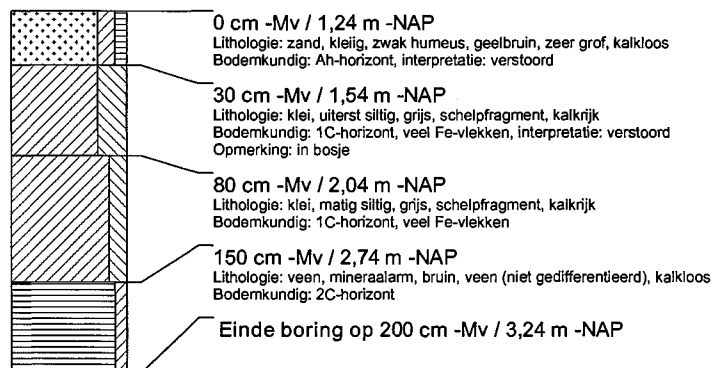 0 cm -Mv / 1,24 m -NAP
Lithologie: zand, kleiig, zwak humeus, geelbruin, zeer grof, kalkloos
Bodemkundig: Ah-horizont, interpretatie: verstoord
30 cm -Mv / 1,54 m -NAP
Lithologie: klei, uiterst siltig, grijs, schelpfragment, kalkrijk
Bodemkundig: 1C-horizont, veel Fe-vlekken, interpretatie: verstoord
Opmerking: in bosje
80 cm -Mv / 2,04 m -NAP
Lithologie: klei, matig siltig, grijs, schelpfragment, kalkrijk
Bodemkundig: 1C-horizont, veel Fe-vlekken
150 cm -Mv / 2,74 m -NAP
Lithologie: veen, mineraalarm, bruin, veen (niet gedifferentieerd), kalkloos
Bodemkundig: 2C-horizont
Einde boring op 200 cm -Mv / 3,24 m -NAP